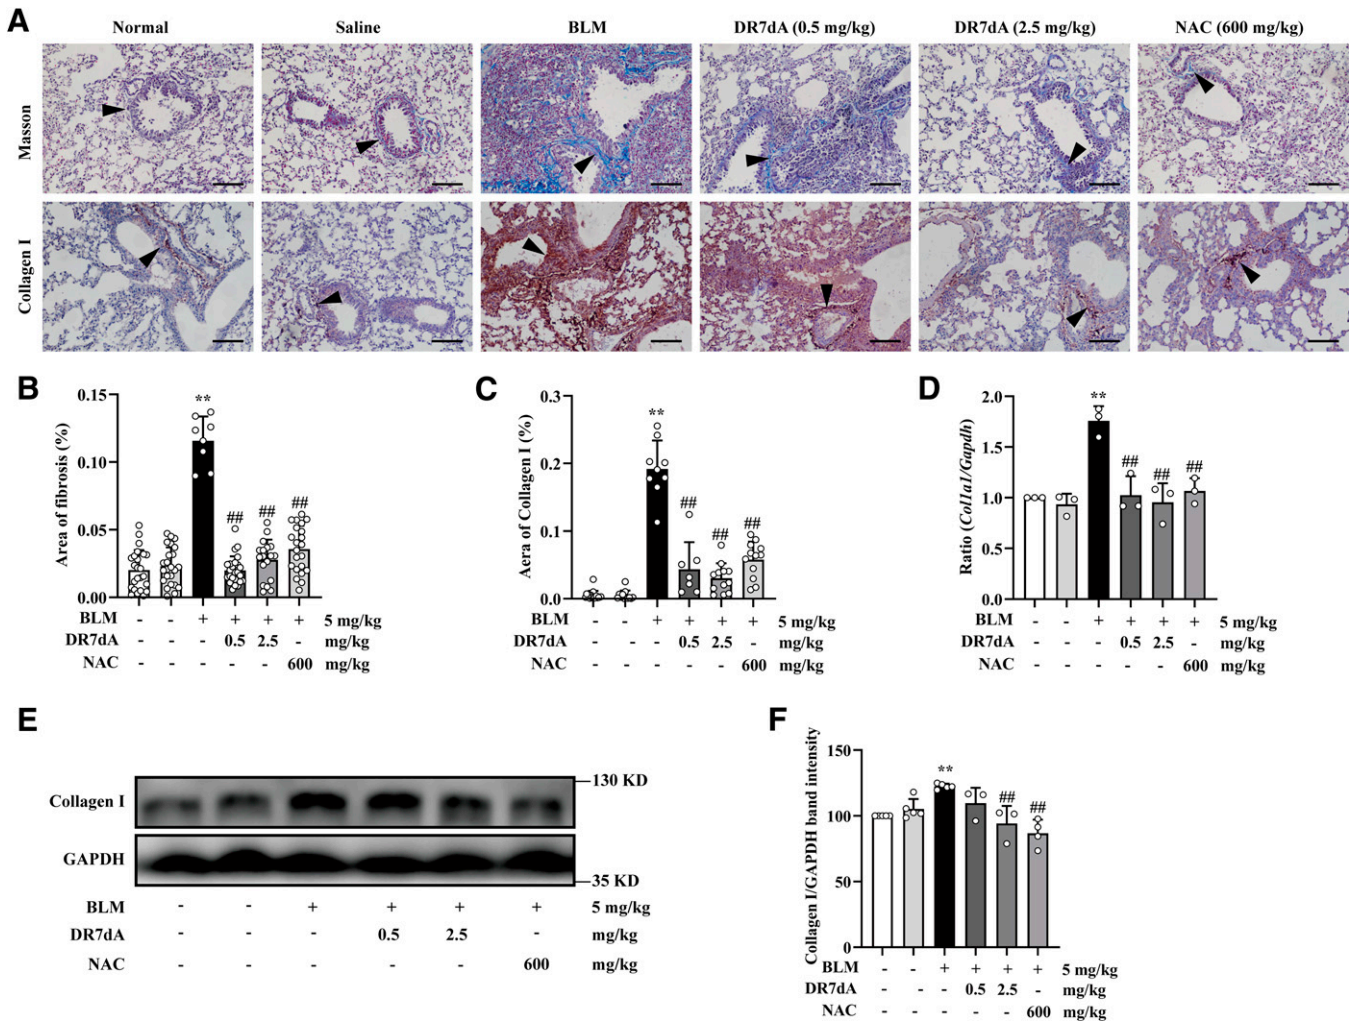 A
Normal Saline BLM DR7dA (0.5 mg/kg) DR7dA (2.5 mg/kg) NAC (600 mg/kg)
Masson
Collagen I
B
Area of fibrosis (%)
0.15
0.10
0.05
0.00
** ## ## ##
BLM - - + + + + 5 mg/kg
DR7dA - - - 0.5 2.5 - mg/kg
NAC - - - - - 600 mg/kg
C
Aera of Collagen I (%)
0.3
0.2
0.1
0.0
** ## ## ##
BLM - - + + + + 5 mg/kg
DR7dA - - - 0.5 2.5 - mg/kg
NAC - - - - - 600 mg/kg
D
Ratio (Col1a1/Gapdh)
2.0
1.5
1.0
0.5
0.0
** ## ## ##
BLM - - + + + + 5 mg/kg
DR7dA - - - 0.5 2.5 - mg/kg
NAC - - - - - 600 mg/kg
E
Collagen I
130 KD
GAPDH
35 KD
BLM - - + + + + 5 mg/kg
DR7dA - - - 0.5 2.5 - mg/kg
NAC - - - - - 600 mg/kg
F
Collagen I/GAPDH band intensity
150
100
50
0
** ## ##
BLM - - + + + + 5 mg/kg
DR7dA - - - 0.5 2.5 - mg/kg
NAC - - - - - 600 mg/kg